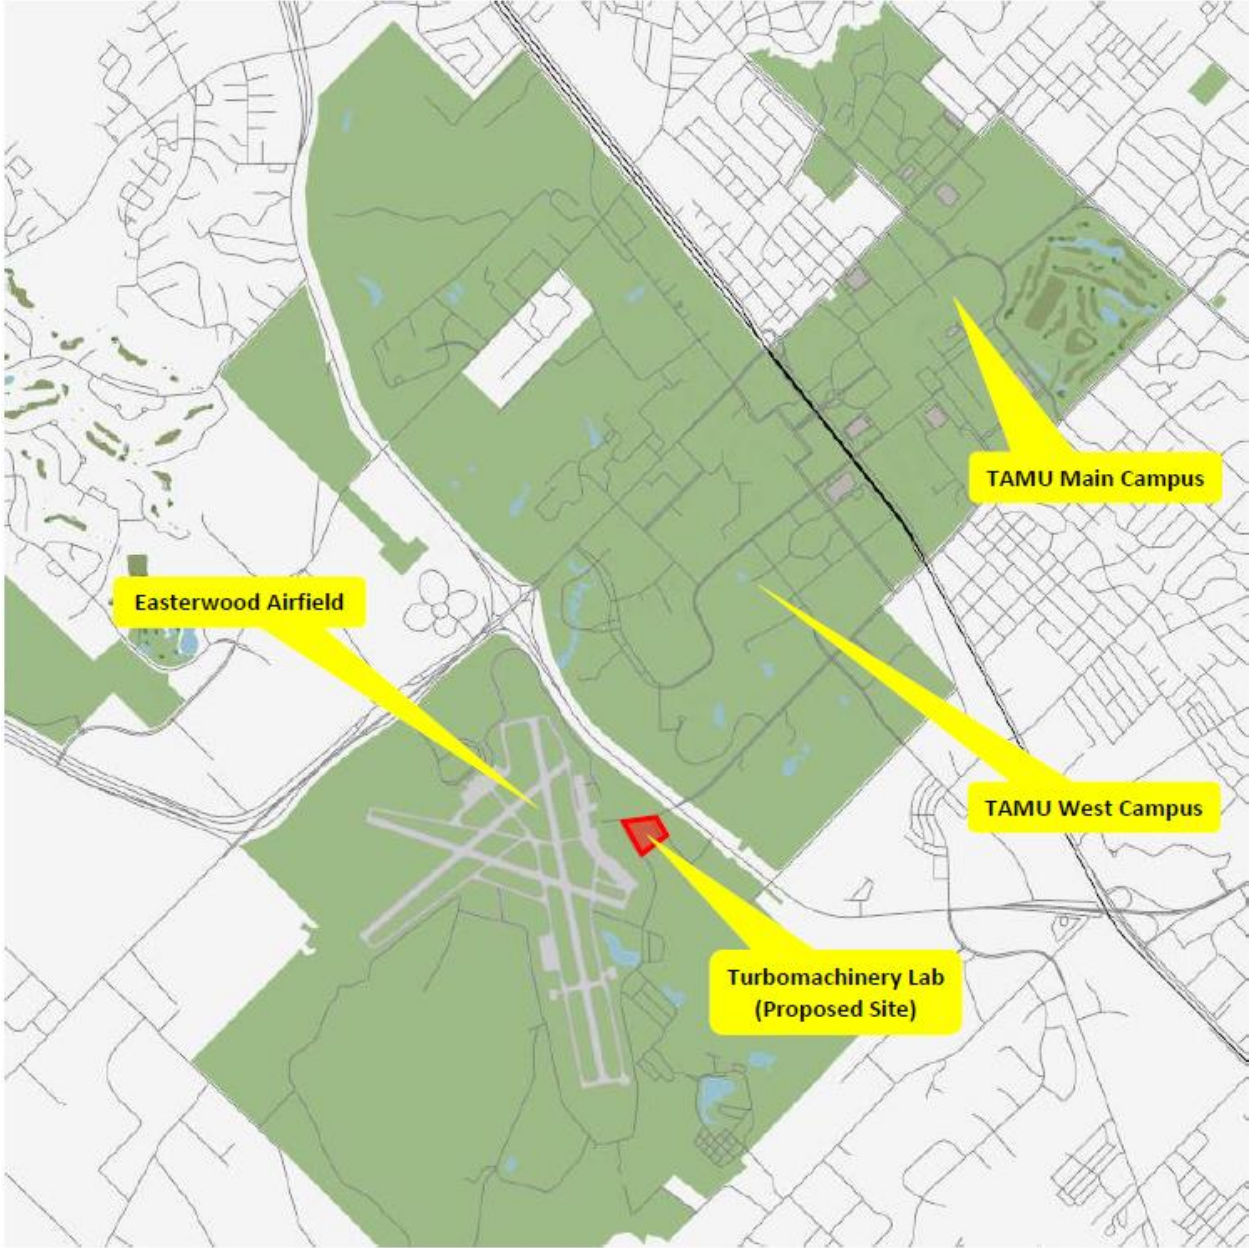 TAMU Main Campus
Easterwood Airfield
TAMU West Campus
Turbomachinery Lab
(Proposed Site)